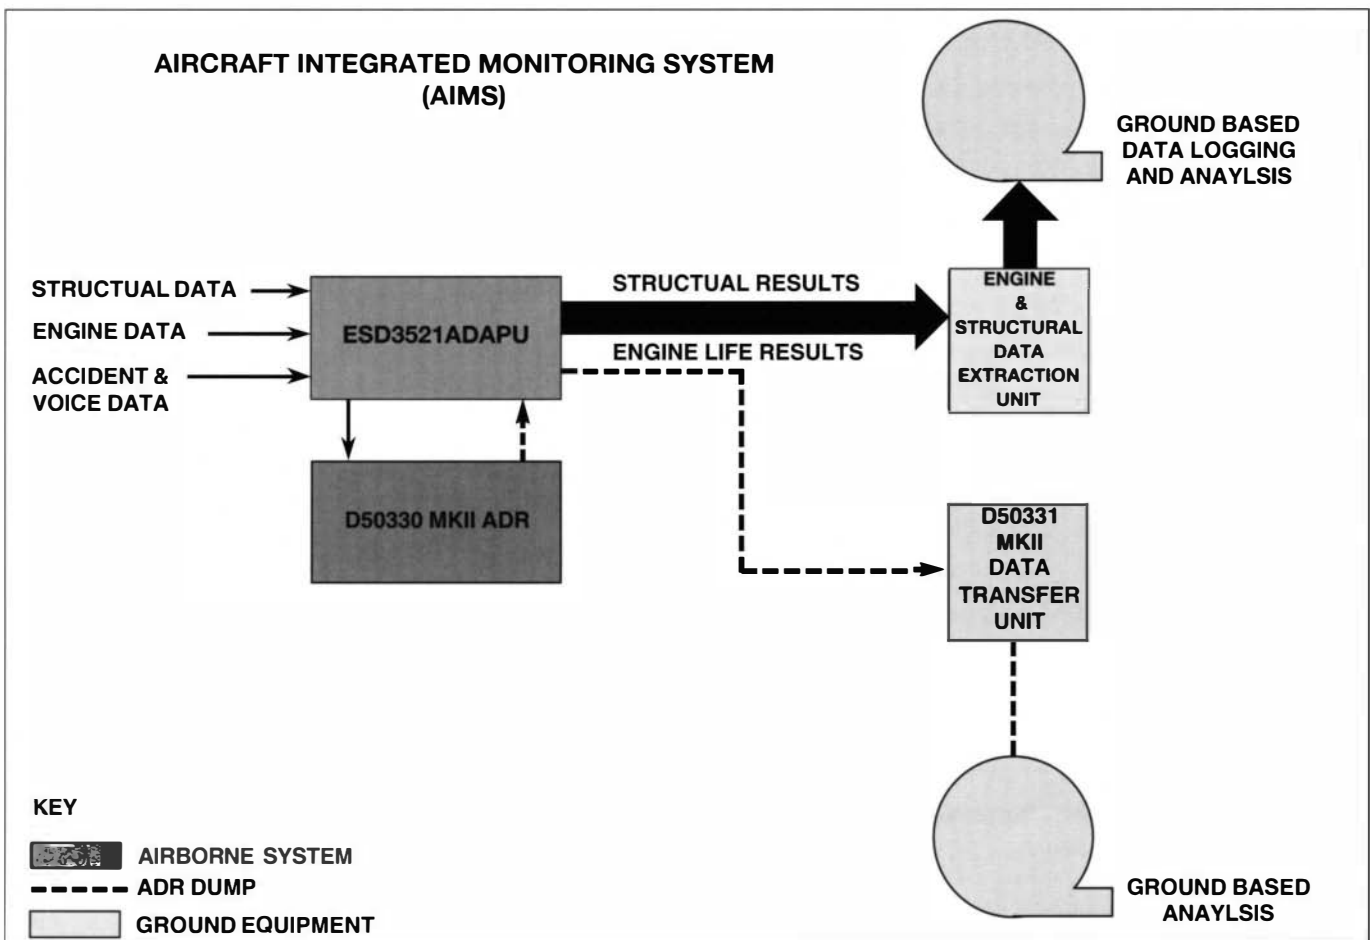 AIRCRAFT INTEGRATED MONITORING SYSTEM
(AIMS)
GROUND BASED
DATA LOGGING
AND ANAYLSIS
STRUCTUAL DATA
ENGINE DATA
ACCIDENT &
VOICE DATA
ESD3521ADAPU
STRUCTUAL RESULTS
ENGINE LIFE RESULTS
ENGINE
&
STRUCTURAL
DATA
EXTRACTION
UNIT
D50330 MKII ADR
D50331
MKII
DATA
TRANSFER
UNIT
KEY
AIRBORNE SYSTEM
ADR DUMP
GROUND EQUIPMENT
GROUND BASED
ANAYLSIS